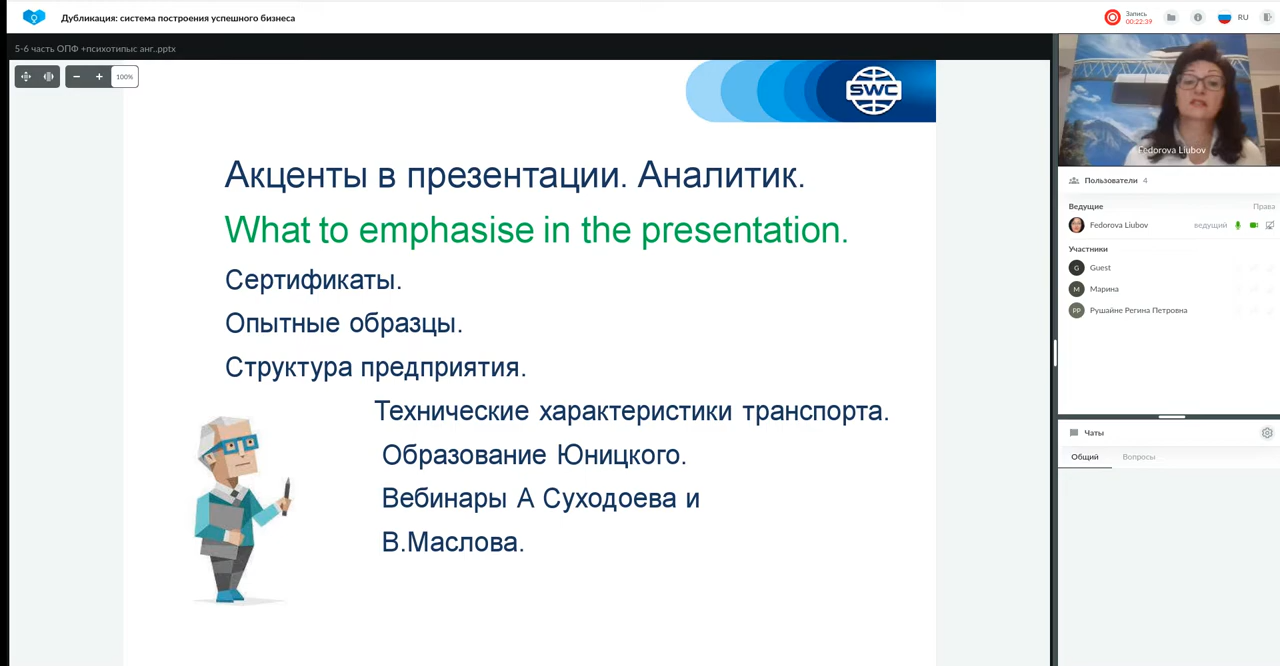 Дубликация: система построения успешного бизнеса
Запись
00:22:39
RU
5-6 часть ОПФ +психотипыс анг..pptx
100%
SWC
Акценты в презентации. Аналитик.
What to emphasise in the presentation.
Сертификаты.
Опытные образцы.
Структура предприятия.
Технические характеристики транспорта.
Образование Юницкого.
Вебинары А Суходоева и
В.Маслова.
Fedorova Liubov
Пользователи 4
Ведущие Права
Fedorova Liubov ведущий
Участники
G Guest
М Марина
РР Рушайне Регина Петровна
Чаты
Общий Вопросы